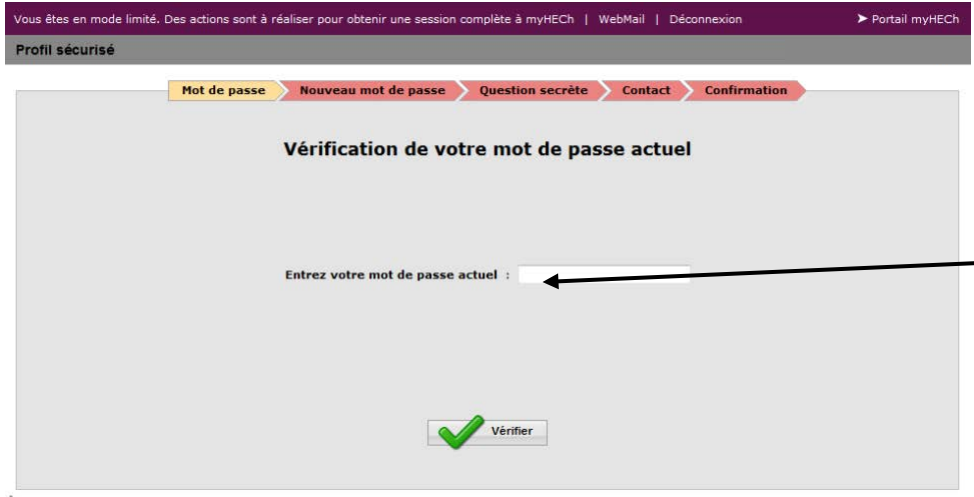 Vous êtes en mode limité. Des actions sont à réaliser pour obtenir une session complète à myHECh | WebMail | Déconnexion ➤ Portail myHECh
Profil sécurisé
Mot de passe Nouveau mot de passe Question secrète Contact Confirmation
Vérification de votre mot de passe actuel
Entrez votre mot de passe actuel :
Vérifier